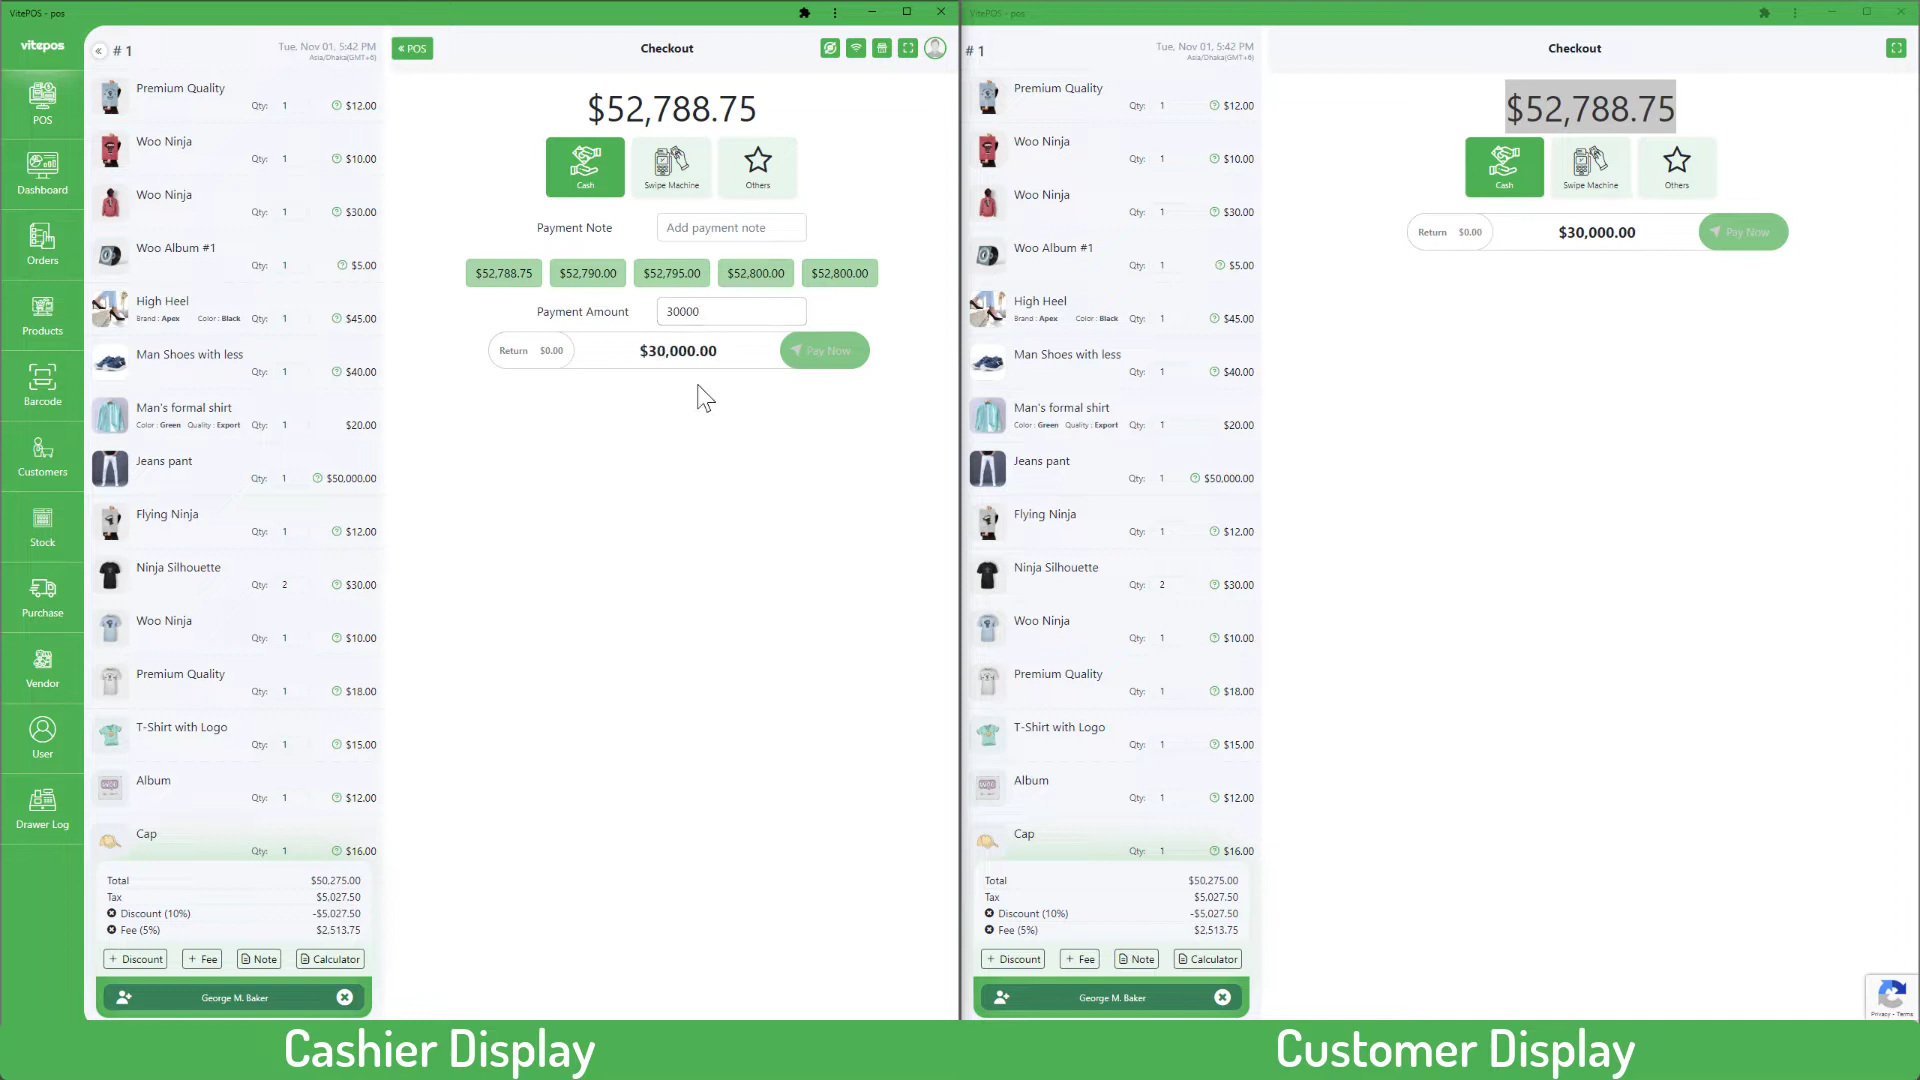 VitePOS - pos
vitepos
POS
Dashboard
Orders
Products
Barcode
Customers
Stock
Purchase
Vendor
User
Drawer Log
# 1
Tue, Nov 01, 5:42 PM
Asia/Dhaka(GMT+6)
Premium Quality
Qty: 1 $12.00
Woo Ninja
Qty: 1 $10.00
Woo Ninja
Qty: 1 $30.00
Woo Album #1
Qty: 1 $5.00
High Heel
Brand : Apex Color : Black Qty: 1 $45.00
Man Shoes with less
Qty: 1 $40.00
Man's formal shirt
Color : Green Quality : Export Qty: 1 $20.00
Jeans pant
Qty: 1 $50,000.00
Flying Ninja
Qty: 1 $12.00
Ninja Silhouette
Qty: 2 $30.00
Woo Ninja
Qty: 1 $10.00
Premium Quality
Qty: 1 $18.00
T-Shirt with Logo
Qty: 1 $15.00
Album
Qty: 1 $12.00
Cap
Qty: 1 $16.00
Total $50,275.00
Tax $5,027.50
Discount (10%) -$5,027.50
Fee (5%) $2,513.75
+ Discount + Fee Note Calculator
George M. Baker
« POS
Checkout
$52,788.75
Cash Swipe Machine Others
Payment Note Add payment note
$52,788.75 $52,790.00 $52,795.00 $52,800.00 $52,800.00
Payment Amount 30000
Return $0.00 $30,000.00 Pay Now
Cashier Display
VitePOS - pos
# 1
Tue, Nov 01, 5:42 PM
Asia/Dhaka(GMT+6)
Premium Quality
Qty: 1 $12.00
Woo Ninja
Qty: 1 $10.00
Woo Ninja
Qty: 1 $30.00
Woo Album #1
Qty: 1 $5.00
High Heel
Brand : Apex Color : Black Qty: 1 $45.00
Man Shoes with less
Qty: 1 $40.00
Man's formal shirt
Color : Green Quality : Export Qty: 1 $20.00
Jeans pant
Qty: 1 $50,000.00
Flying Ninja
Qty: 1 $12.00
Ninja Silhouette
Qty: 2 $30.00
Woo Ninja
Qty: 1 $10.00
Premium Quality
Qty: 1 $18.00
T-Shirt with Logo
Qty: 1 $15.00
Album
Qty: 1 $12.00
Cap
Qty: 1 $16.00
Total $50,275.00
Tax $5,027.50
Discount (10%) -$5,027.50
Fee (5%) $2,513.75
+ Discount + Fee Note Calculator
George M. Baker
Checkout
$52,788.75
Cash Swipe Machine Others
Return $0.00 $30,000.00 Pay Now
Privacy - Terms
Customer Display